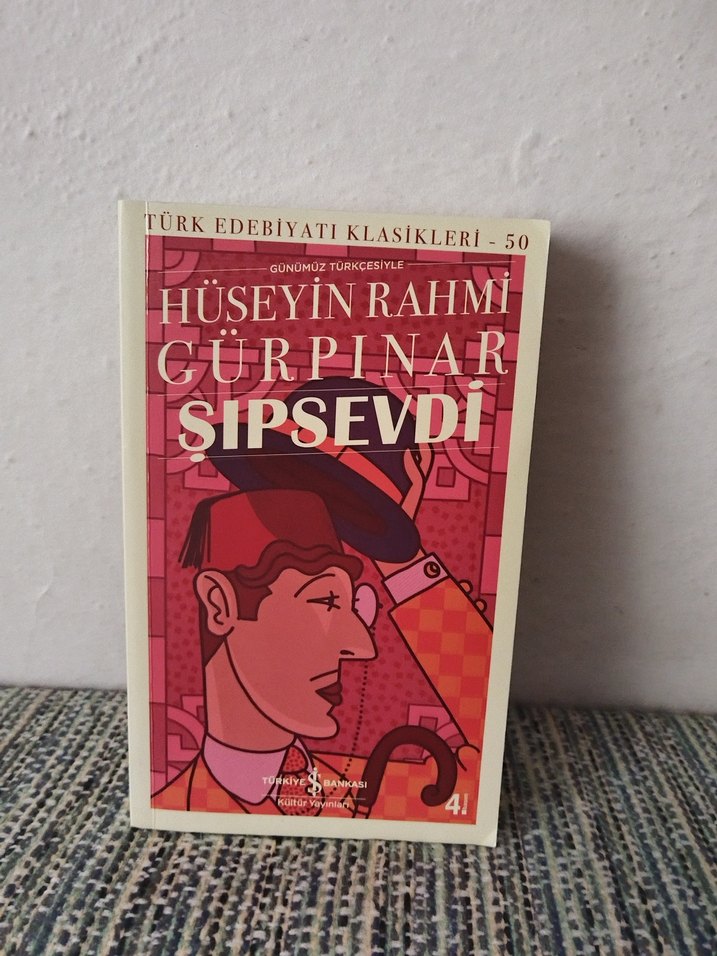 TÜRK EDEBİYATI KLASİKLERİ - 50
GÜNÜMÜZ TÜRKÇESİYLE
HÜSEYİN RAHMİ
GÜRPINAR
ŞIPSEVDİ
TÜRKİYE İŞ BANKASI
Kültür Yayınları
4.